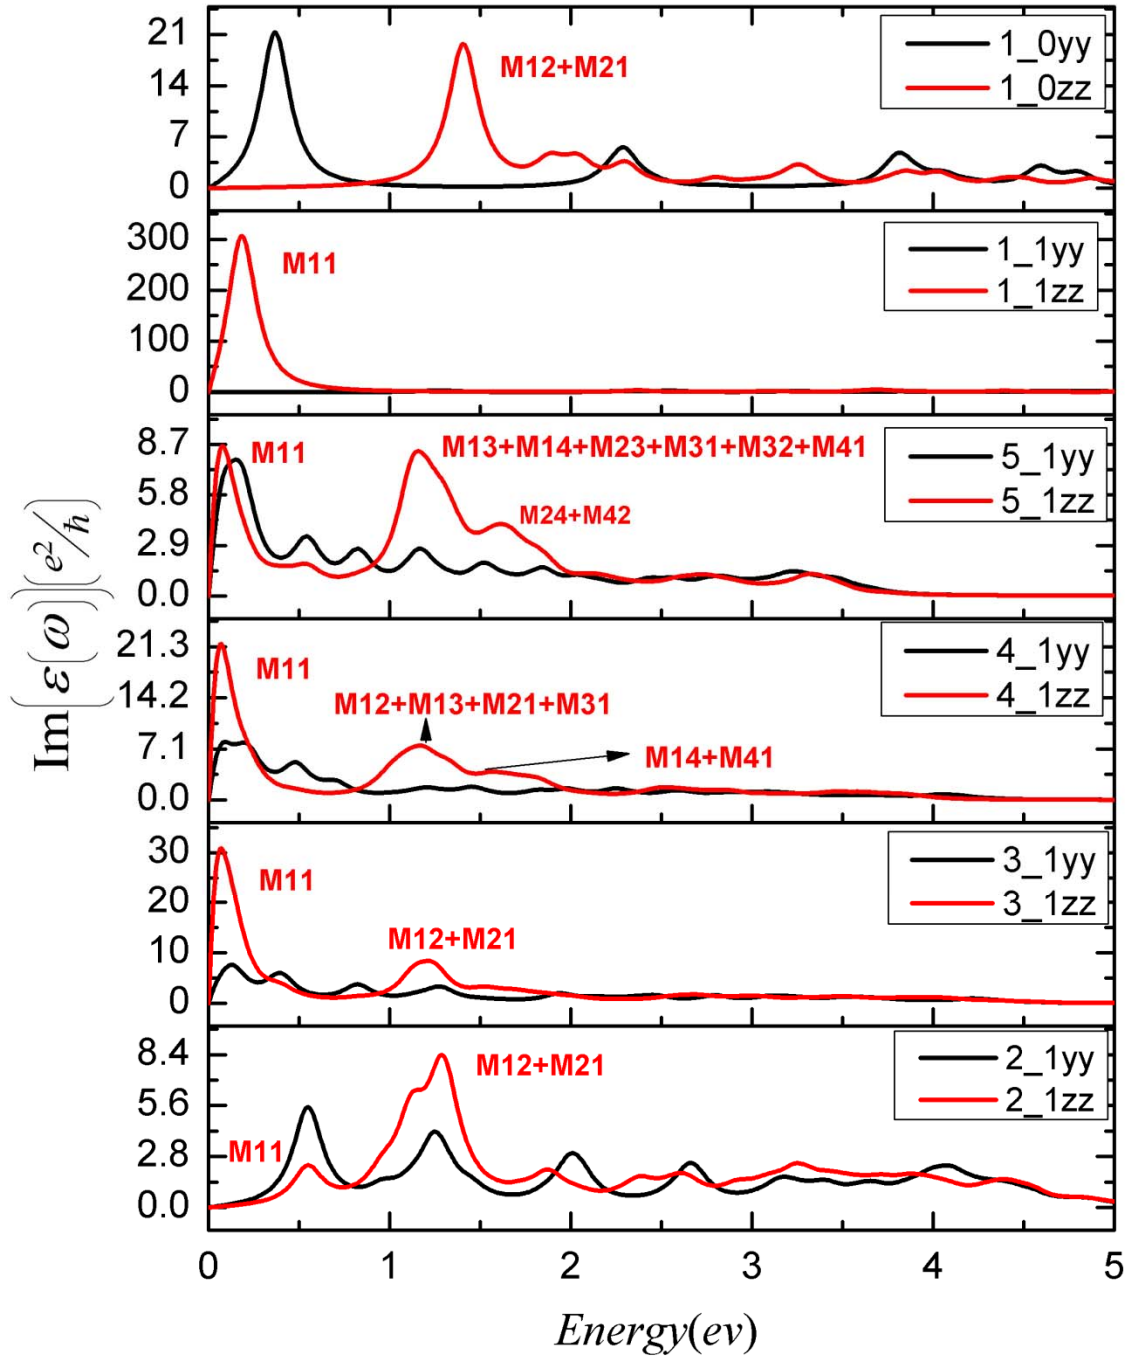 21
14
7
0
M12+M21
1_0yy
1_0zz
300
200
100
0
M11
1_1yy
1_1zz
8.7
5.8
2.9
0.0
M11
M13+M14+M23+M31+M32+M41
M24+M42
5_1yy
5_1zz
21.3
14.2
7.1
0.0
M11
M12+M13+M21+M31
M14+M41
4_1yy
4_1zz
30
20
10
0
M11
M12+M21
3_1yy
3_1zz
8.4
5.6
2.8
0.0
M11
M12+M21
2_1yy
2_1zz
0 1 2 3 4 5
Energy(ev)
Im(ε(ω))(e²/ħ)